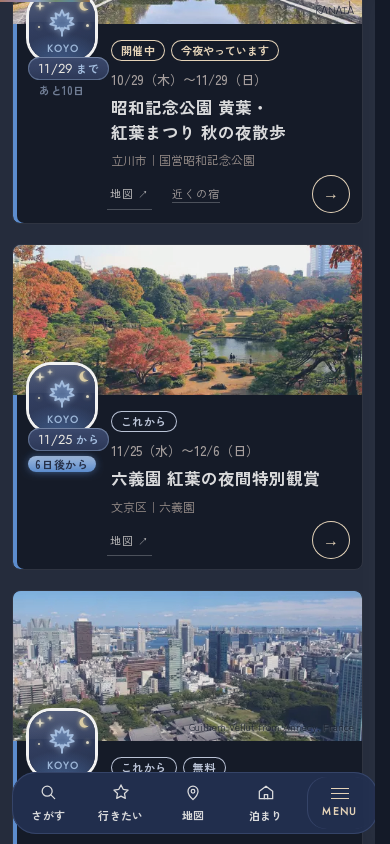 KANATA
KOYO
開催中
今夜やっています
11/29 まで
あと10日
10/29（木）〜11/29（日）
昭和記念公園 黄葉・
紅葉まつり 秋の夜散歩
立川市｜国営昭和記念公園
地図 ↗
近くの宿
→
KOYO
これから
11/25 から
6日後から
11/25（水）〜12/6（日）
六義園 紅葉の夜間特別観賞
文京区｜六義園
地図 ↗
→
KOYO
これから
無料
さがす
行きたい
地図
泊まり
MENU